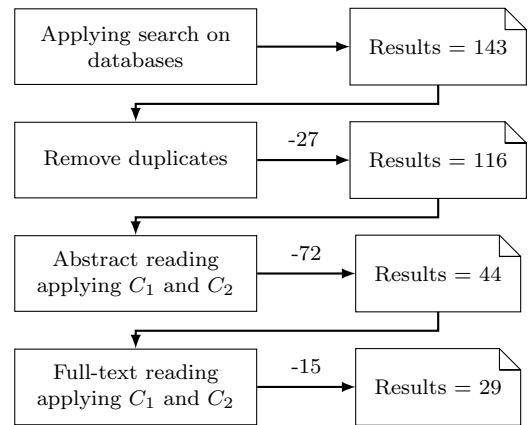 Applying search on
databases
Results = 143
Remove duplicates
-27
Results = 116
Abstract reading
applying C₁ and C₂
-72
Results = 44
Full-text reading
applying C₁ and C₂
-15
Results = 29